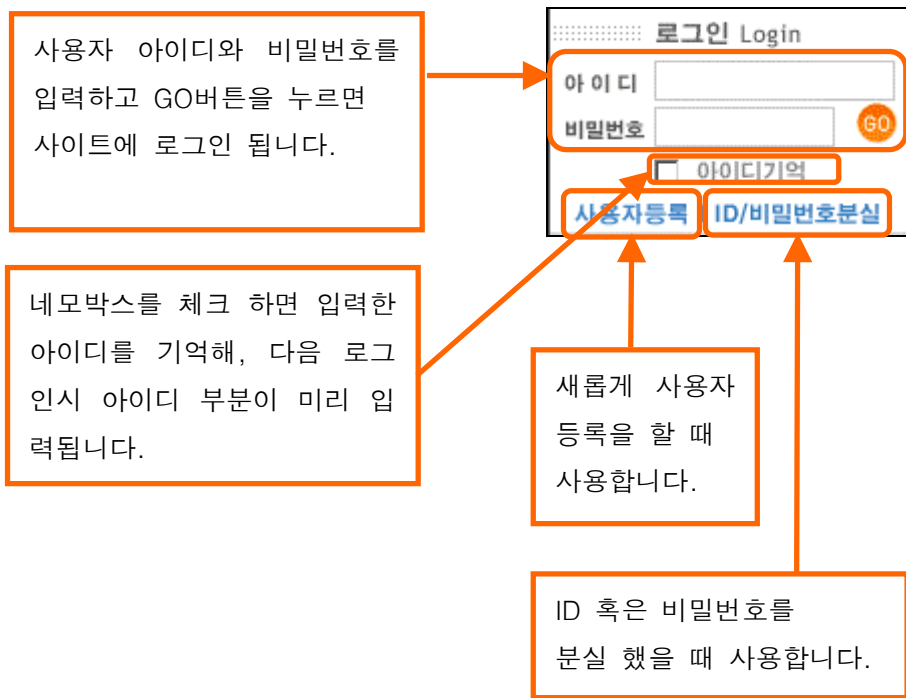 사용자 아이디와 비밀번호를
입력하고 GO버튼을 누르면
사이트에 로그인 됩니다.
로그인 Login
아 이 디
비밀번호
GO
아이디기억
사용자등록
ID/비밀번호분실
네모박스를 체크 하면 입력한
아이디를 기억해, 다음 로그
인시 아이디 부분이 미리 입
력됩니다.
새롭게 사용자
등록을 할 때
사용합니다.
ID 혹은 비밀번호를
분실 했을 때 사용합니다.